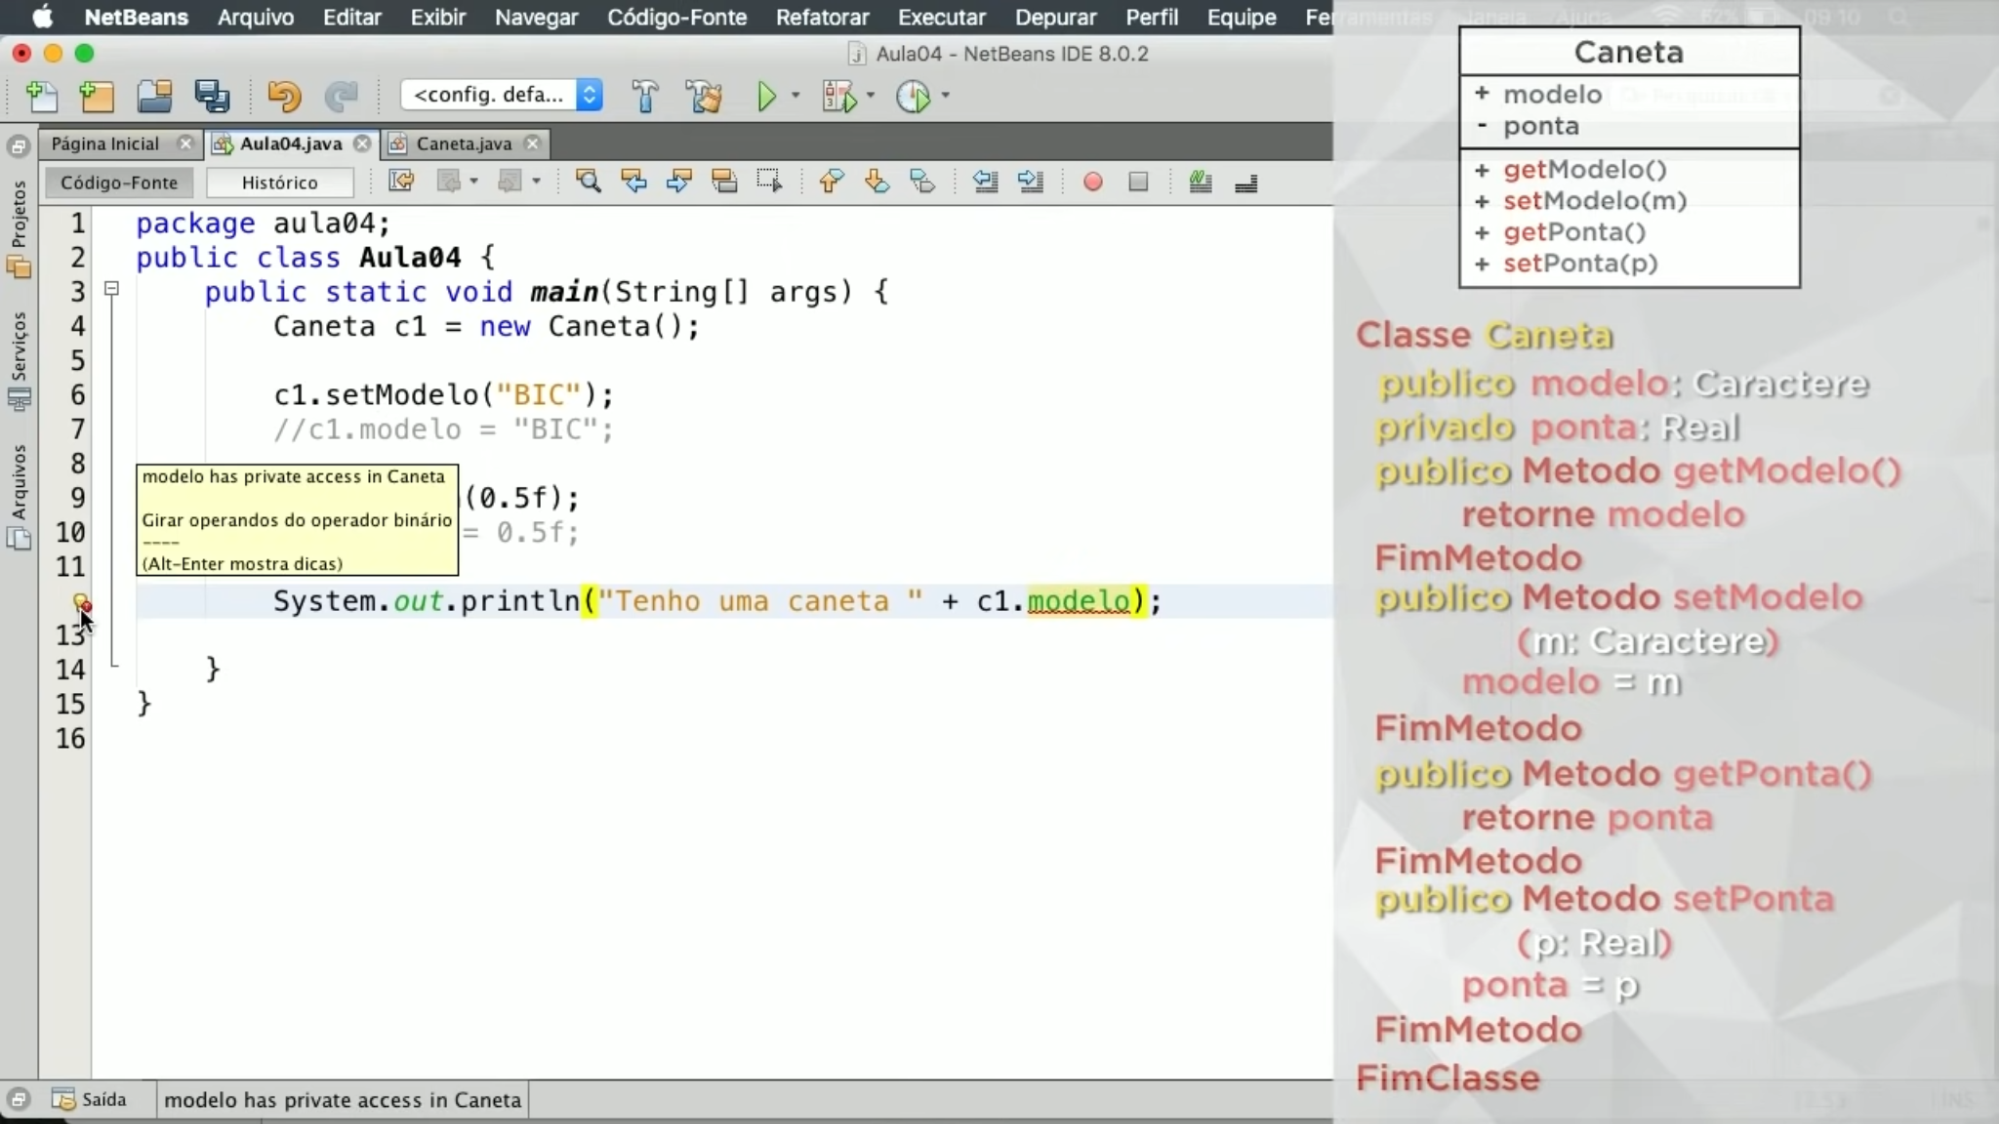 NetBeans Arquivo Editar Exibir Navegar Código-Fonte Refatorar Executar Depurar Perfil Equipe Ferramentas Janela Ajuda 09:10
Aula04 - NetBeans IDE 8.0.2
<config. defa...
Página Inicial Aula04.java Caneta.java
Código-Fonte Histórico
Projetos
Serviços
Arquivos
1 package aula04;
2 public class Aula04 {
3 public static void main(String[] args) {
4 Caneta c1 = new Caneta();
5
6 c1.setModelo("BIC");
7 //c1.modelo = "BIC";
8
9 (0.5f);
10 = 0.5f;
11
System.out.println("Tenho uma caneta " + c1.modelo);
13
14 }
15 }
16
modelo has private access in Caneta
Girar operandos do operador binário
----
(Alt-Enter mostra dicas)
Saída modelo has private access in Caneta
INS
Caneta
+ modelo
- ponta
+ getModelo()
+ setModelo(m)
+ getPonta()
+ setPonta(p)
Classe Caneta
publico modelo: Caractere
privado ponta: Real
publico Metodo getModelo()
retorne modelo
FimMetodo
publico Metodo setModelo
(m: Caractere)
modelo = m
FimMetodo
publico Metodo getPonta()
retorne ponta
FimMetodo
publico Metodo setPonta
(p: Real)
ponta = p
FimMetodo
FimClasse